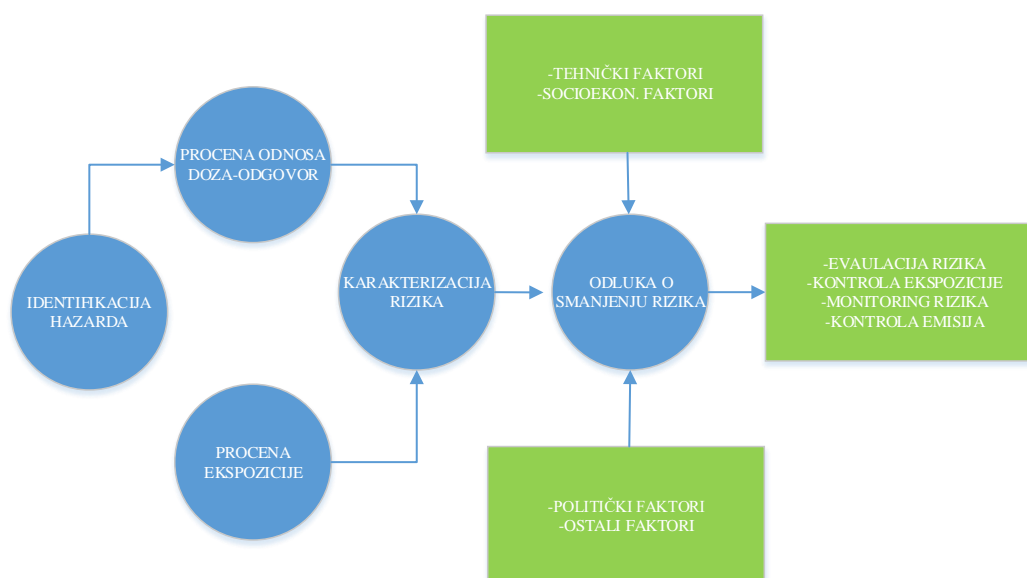 -TEHNIČKI FAKTORI
-SOCIOEKON. FAKTORI
PROCENA ODNOSA
DOZA-ODGOVOR
IDENTIFIKACIJA
HAZARDA
KARAKTERIZACIJA
RIZIKA
ODLUKA O
SMANJENJU RIZIKA
-EVAULACIJA RIZIKA
-KONTROLA EKSPOZICIJE
-MONITORING RIZIKA
-KONTROLA EMISIJA
PROCENA
EKSPOZICIJE
-POLITIČKI FAKTORI
-OSTALI FAKTORI